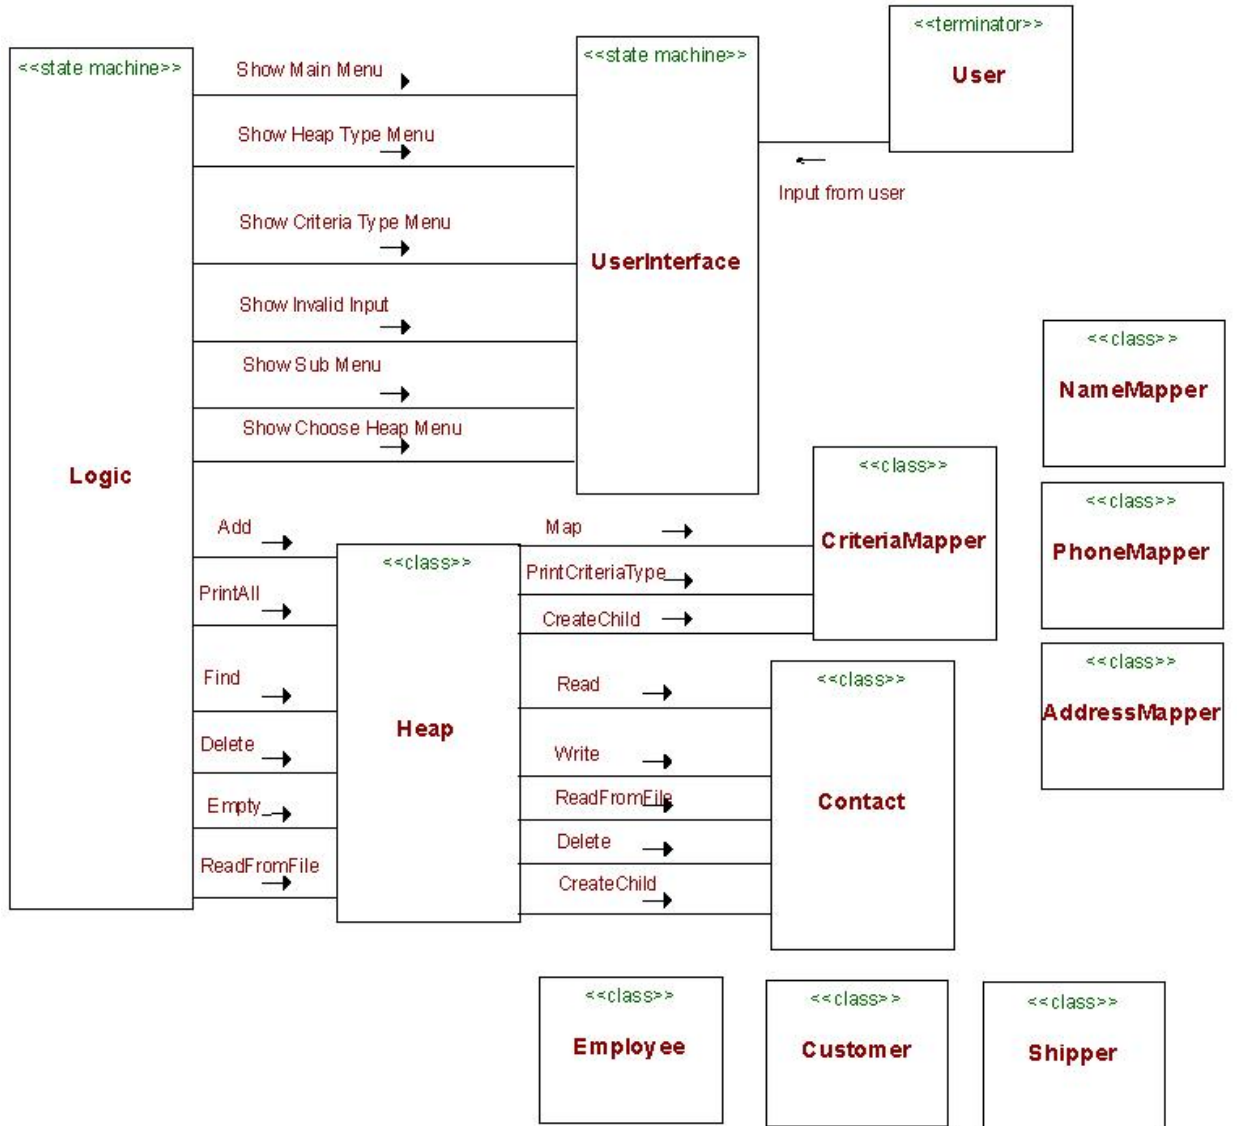 <<terminator>>
User
<<state machine>>
Logic
Show Main Menu
Show Heap Type Menu
Show Criteria Type Menu
Show Invalid Input
Show Sub Menu
Show Choose Heap Menu
<<state machine>>
UserInterface
Input from user
<<class>>
NameMapper
<<class>>
CriteriaMapper
<<class>>
PhoneMapper
<<class>>
AddressMapper
Add
PrintAll
Find
Delete
Empty
ReadFromFile
<<class>>
Heap
Map
PrintCriteriaType
CreateChild
Read
Write
ReadFromFile
Delete
CreateChild
<<class>>
Contact
<<class>>
Employee
<<class>>
Customer
<<class>>
Shipper